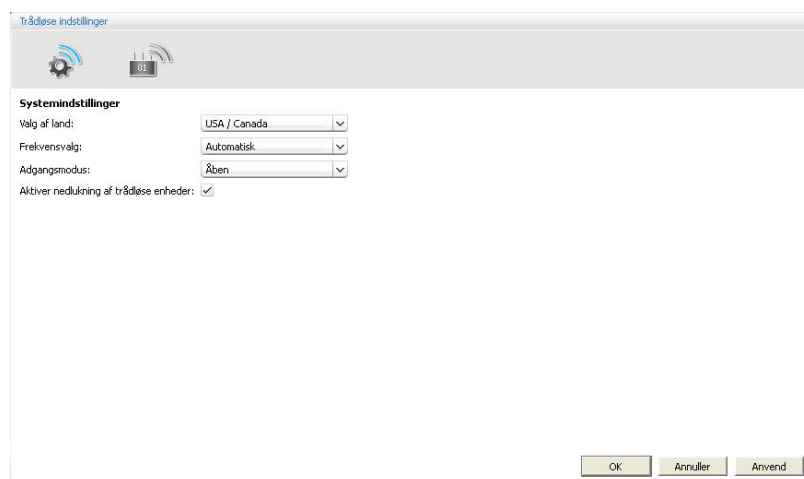 Trådløse indstillinger
01
Systemindstillinger
Valg af land: USA / Canada
Frekvensvalg: Automatisk
Adgangsmodus: Åben
Aktiver nedlukning af trådløse enheder:
OK Annuller Anvend